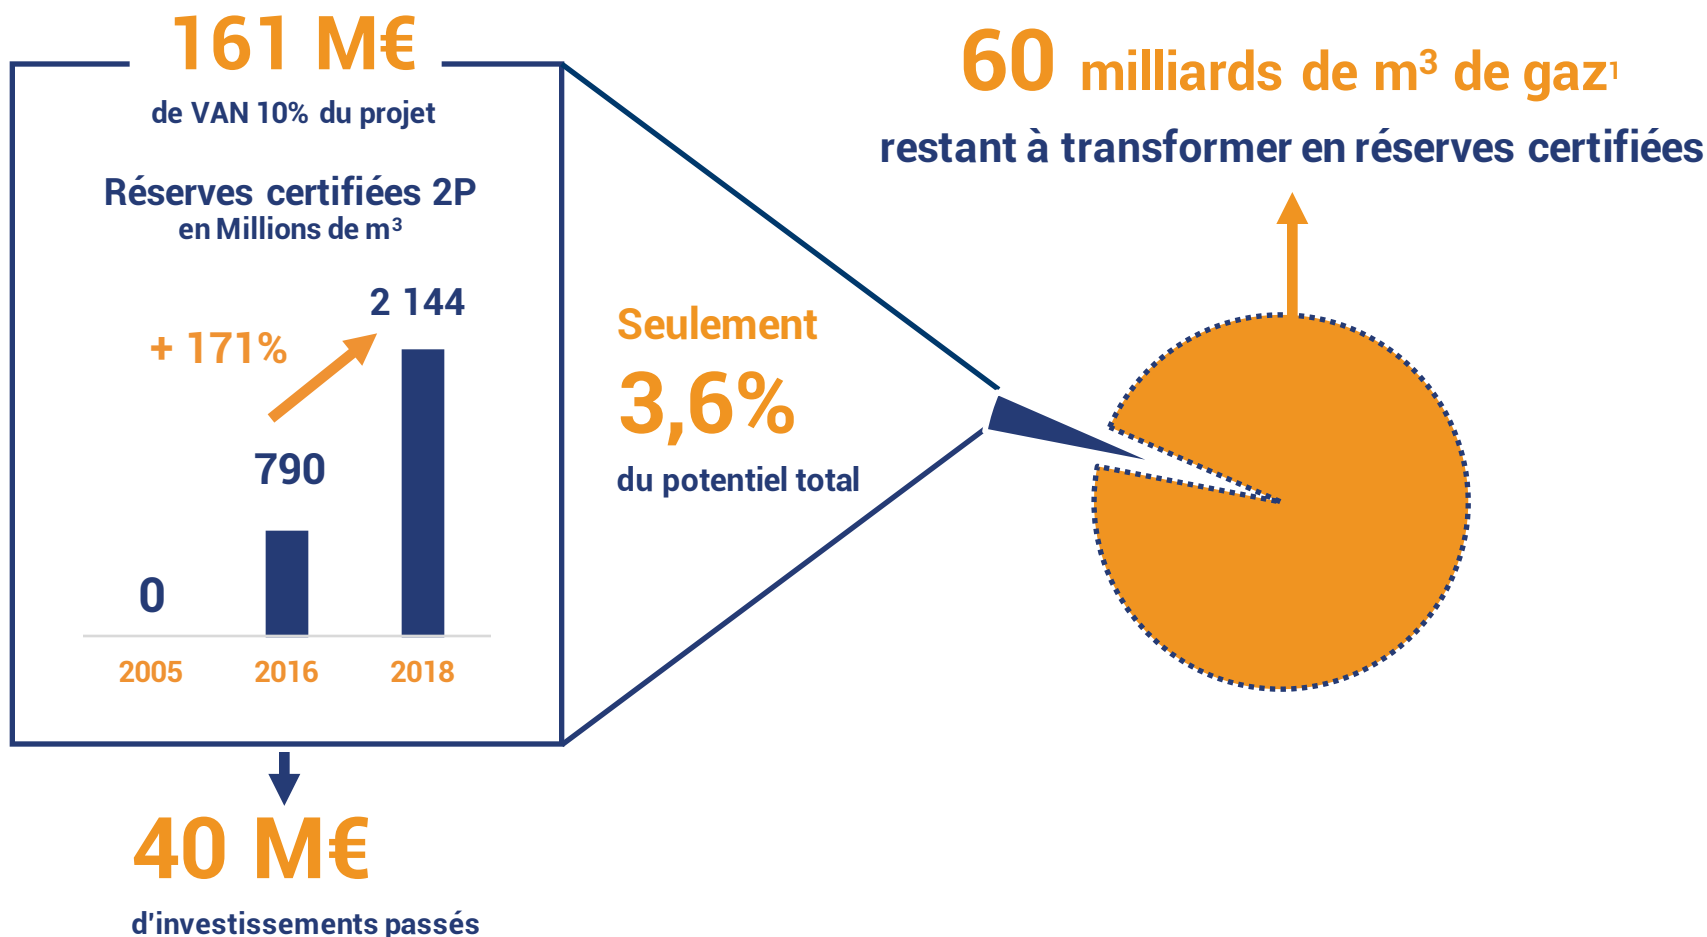 161 M€
de VAN 10% du projet
Réserves certifiées 2P
en Millions de m³
2 144
+ 171%
790
0
2005 2016 2018
40 M€
d'investissements passés
Seulement
3,6%
du potentiel total
60 milliards de m³ de gaz¹
restant à transformer en réserves certifiées